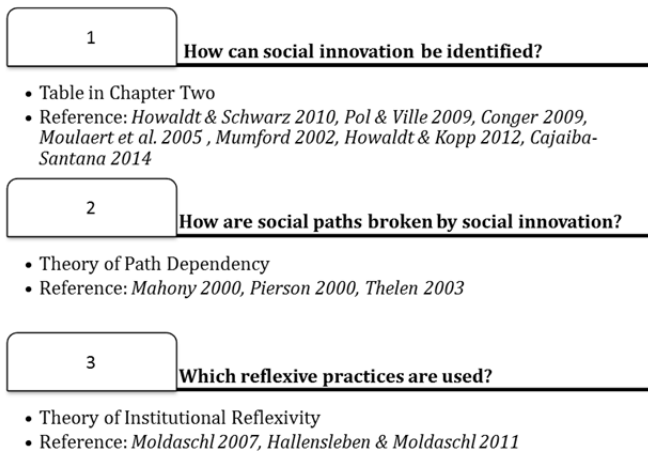 1
How can social innovation be identified?
• Table in Chapter Two
• Reference: Howaldt & Schwarz 2010, Pol & Ville 2009, Conger 2009,
Moulaert et al. 2005 , Mumford 2002, Howaldt & Kopp 2012, Cajaiba-
Santana 2014
2
How are social paths broken by social innovation?
• Theory of Path Dependency
• Reference: Mahony 2000, Pierson 2000, Thelen 2003
3
Which reflexive practices are used?
• Theory of Institutional Reflexivity
• Reference: Moldaschl 2007, Hallensleben & Moldaschl 2011